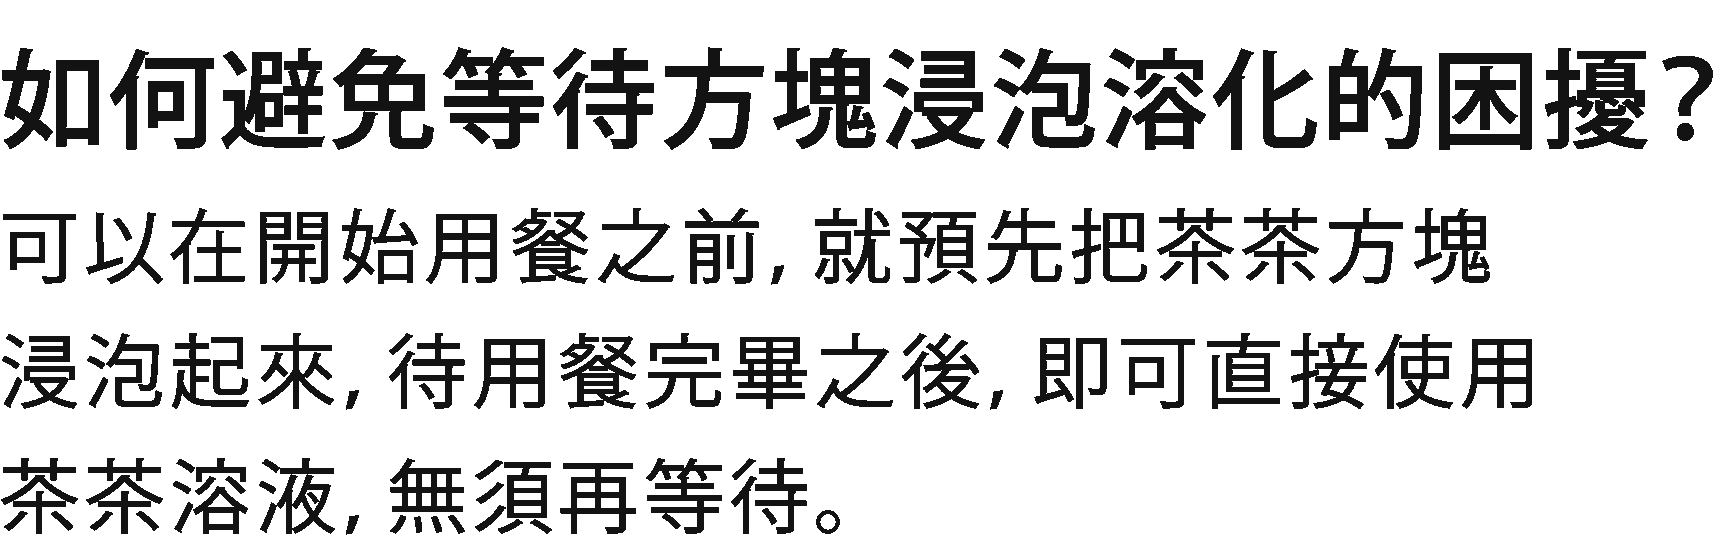 如何避免等待方塊浸泡溶化的困擾？
可以在開始用餐之前，就預先把茶茶方塊
浸泡起來，待用餐完畢之後，即可直接使用
茶茶溶液，無須再等待。